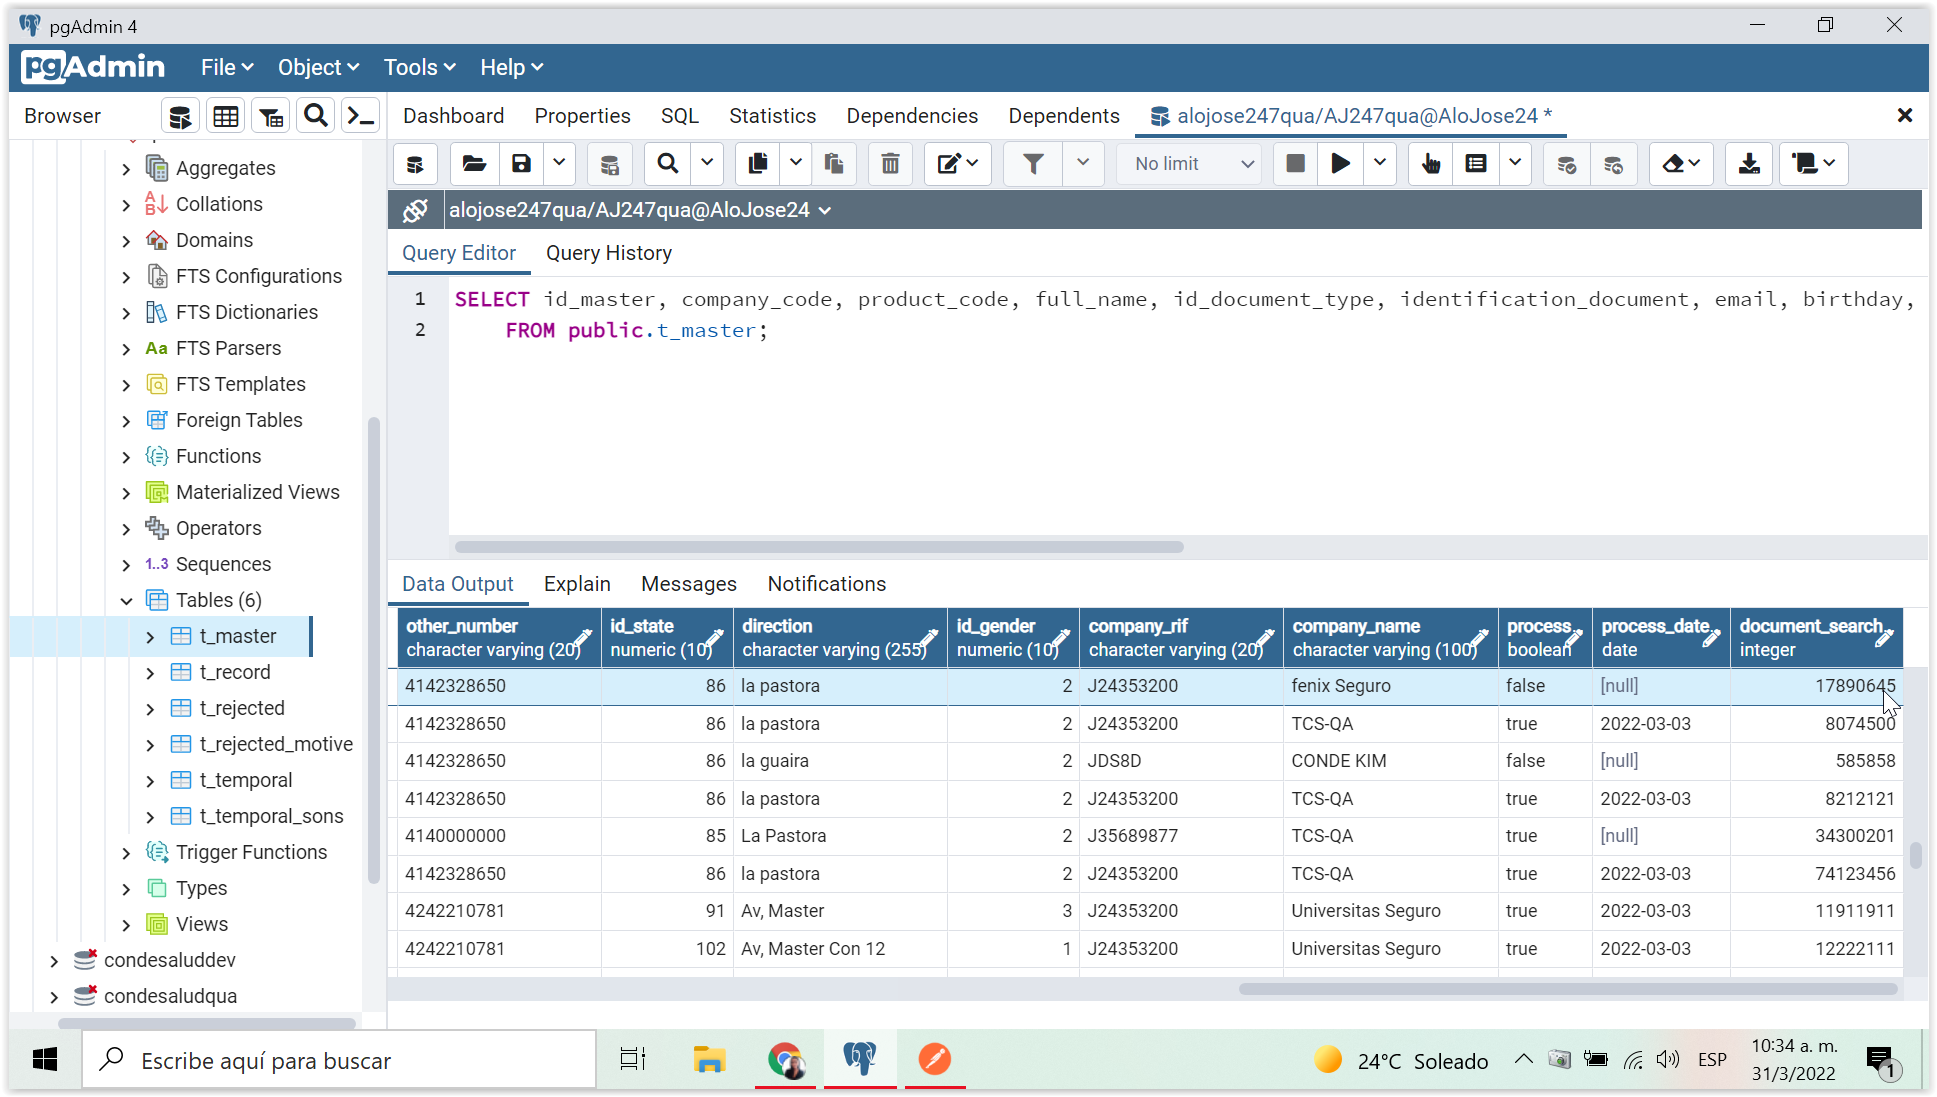 pgAdmin 4
pgAdmin File Object Tools Help
Browser
Dashboard Properties SQL Statistics Dependencies Dependents alojose247qua/AJ247qua@AloJose24 *
No limit
alojose247qua/AJ247qua@AloJose24
Query Editor Query History
1 SELECT id_master, company_code, product_code, full_name, id_document_type, identification_document, email, birthday,
2 FROM public.t_master;
Aggregates
Collations
Domains
FTS Configurations
FTS Dictionaries
Aa FTS Parsers
FTS Templates
Foreign Tables
Functions
Materialized Views
Operators
1..3 Sequences
Tables (6)
t_master
t_record
t_rejected
t_rejected_motive
t_temporal
t_temporal_sons
Trigger Functions
Types
Views
condesaluddev
condesaludqua
Data Output Explain Messages Notifications
other_number id_state direction id_gender company_rif company_name process process_date document_search
character varying (20) numeric (10) character varying (255) numeric (10) character varying (20) character varying (100) boolean date integer
4142328650 86 la pastora 2 J24353200 fenix Seguro false [null] 17890645
4142328650 86 la pastora 2 J24353200 TCS-QA true 2022-03-03 8074500
4142328650 86 la guaira 2 JDS8D CONDE KIM false [null] 585858
4142328650 86 la pastora 2 J24353200 TCS-QA true 2022-03-03 8212121
4140000000 85 La Pastora 2 J35689877 TCS-QA true [null] 34300201
4142328650 86 la pastora 2 J24353200 TCS-QA true 2022-03-03 74123456
4242210781 91 Av, Master 3 J24353200 Universitas Seguro true 2022-03-03 11911911
4242210781 102 Av, Master Con 12 1 J24353200 Universitas Seguro true 2022-03-03 12222111
Escribe aquí para buscar
24°C Soleado
ESP
10:34 a. m.
31/3/2022
1